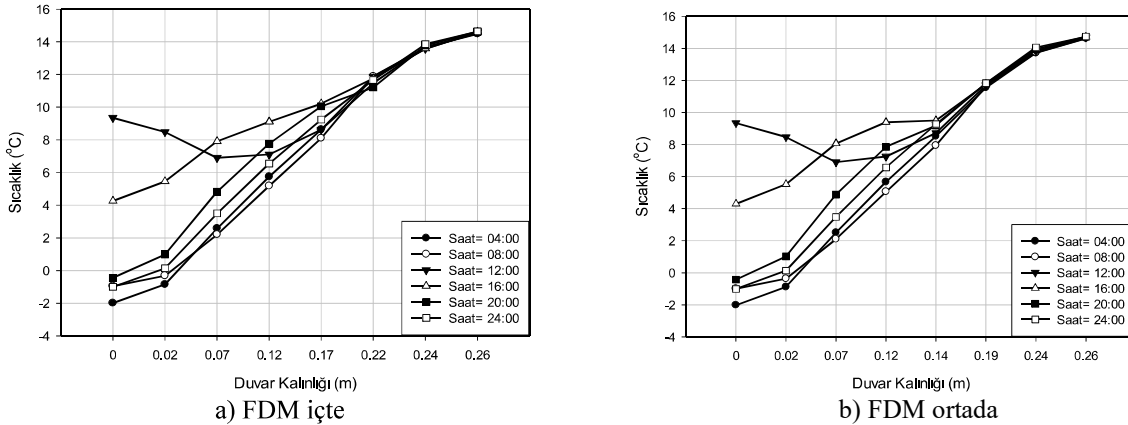 16
14
12
10
8
6
4
2
0
-2
-4
Sıcaklık (°C)
0 0.02 0.07 0.12 0.17 0.22 0.24 0.26
Duvar Kalınlığı (m)
Saat= 04:00
Saat= 08:00
Saat= 12:00
Saat= 16:00
Saat= 20:00
Saat= 24:00
a) FDM içte
16
14
12
10
8
6
4
2
0
-2
-4
Sıcaklık (°C)
0 0.02 0.07 0.12 0.14 0.19 0.24 0.26
Duvar Kalınlığı (m)
Saat= 04:00
Saat= 08:00
Saat= 12:00
Saat= 16:00
Saat= 20:00
Saat= 24:00
b) FDM ortada